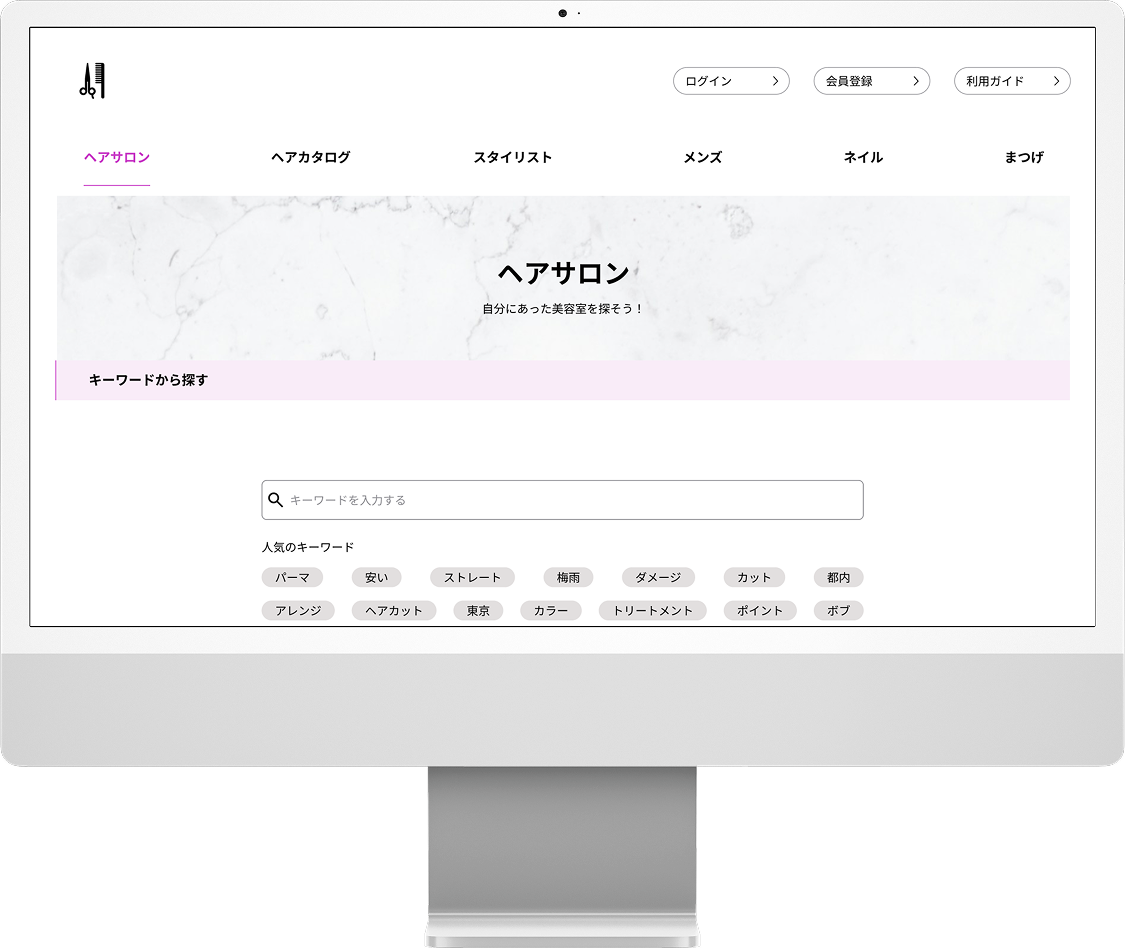 ログイン 会員登録 利用ガイド
ヘアサロン ヘアカタログ スタイリスト メンズ ネイル まつげ
ヘアサロン
自分にあった美容室を探そう！
キーワードから探す
キーワードを入力する
人気のキーワード
パーマ 安い ストレート 梅雨 ダメージ カット 都内
アレンジ ヘアカット 東京 カラー トリートメント ポイント ボブ